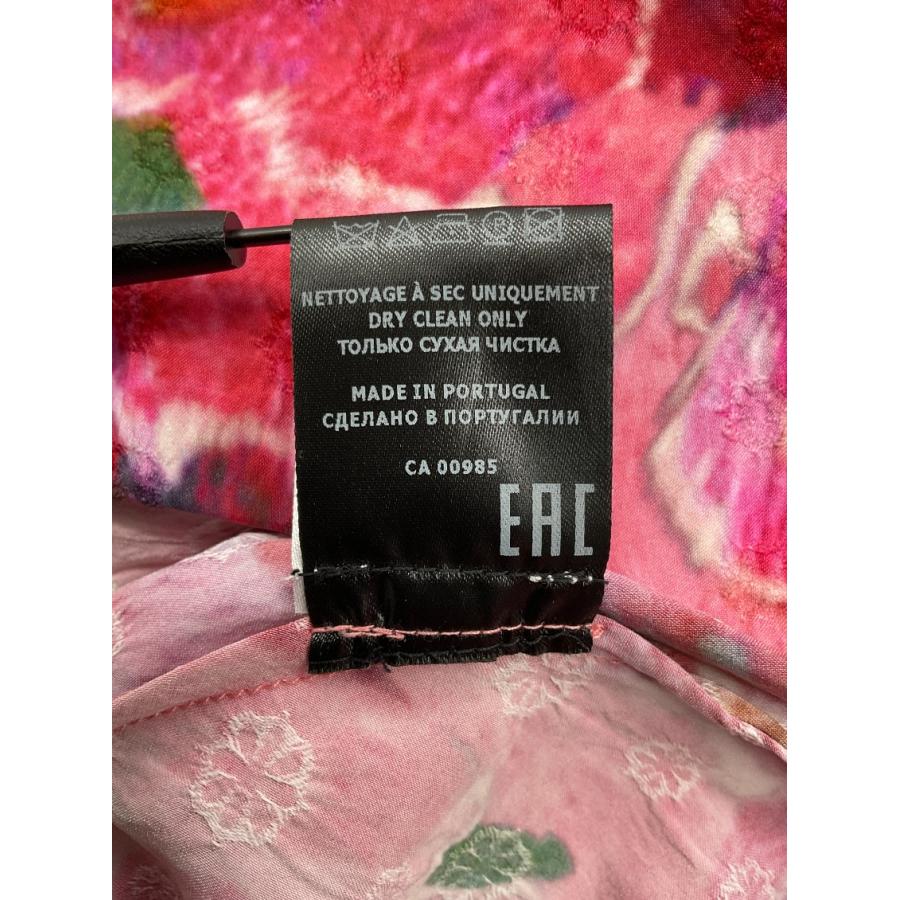 NETTOYAGE À SEC UNIQUEMENT
DRY CLEAN ONLY
ТОЛЬКО СУХАЯ ЧИСТКА
MADE IN PORTUGAL
СДЕЛАНО В ПОРТУГАЛИИ
CA 00985
EAC